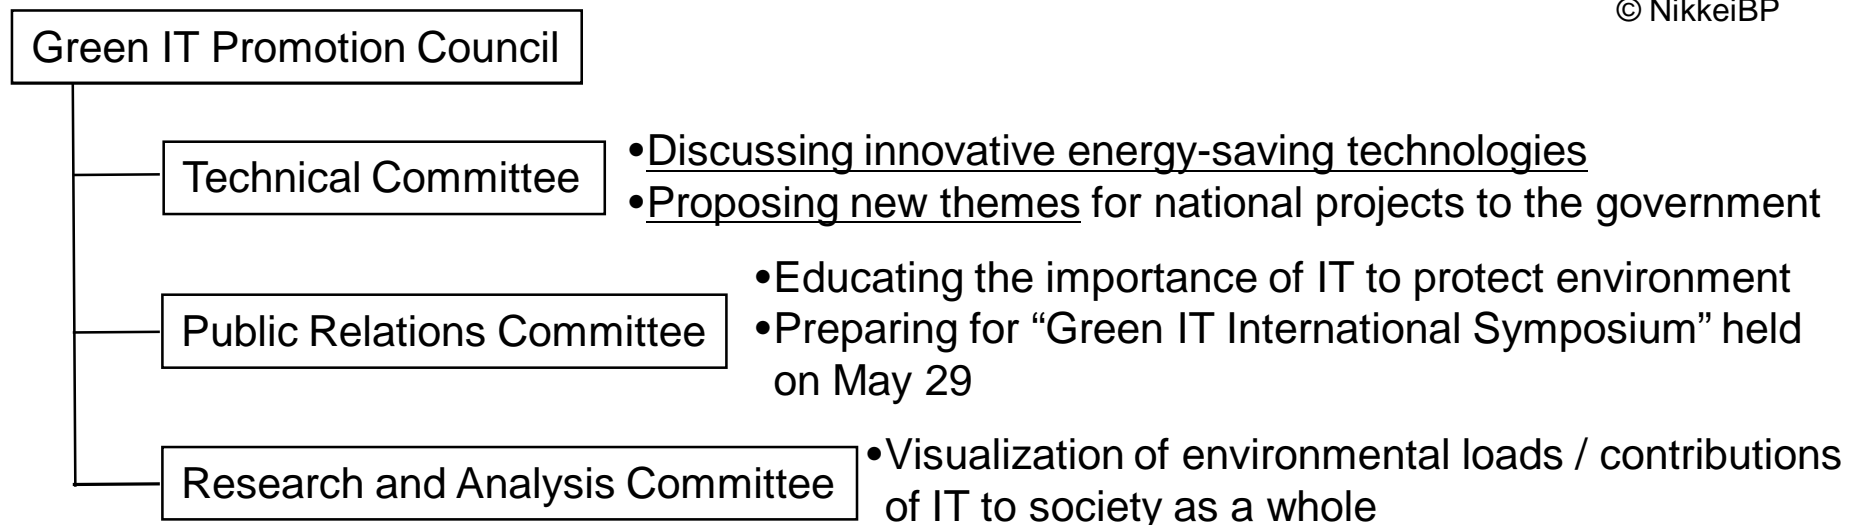 © NikkeiBP
Green IT Promotion Council
Technical Committee
•Discussing innovative energy-saving technologies
•Proposing new themes for national projects to the government
Public Relations Committee
•Educating the importance of IT to protect environment
•Preparing for “Green IT International Symposium” held
on May 29
Research and Analysis Committee
•Visualization of environmental loads / contributions
of IT to society as a whole